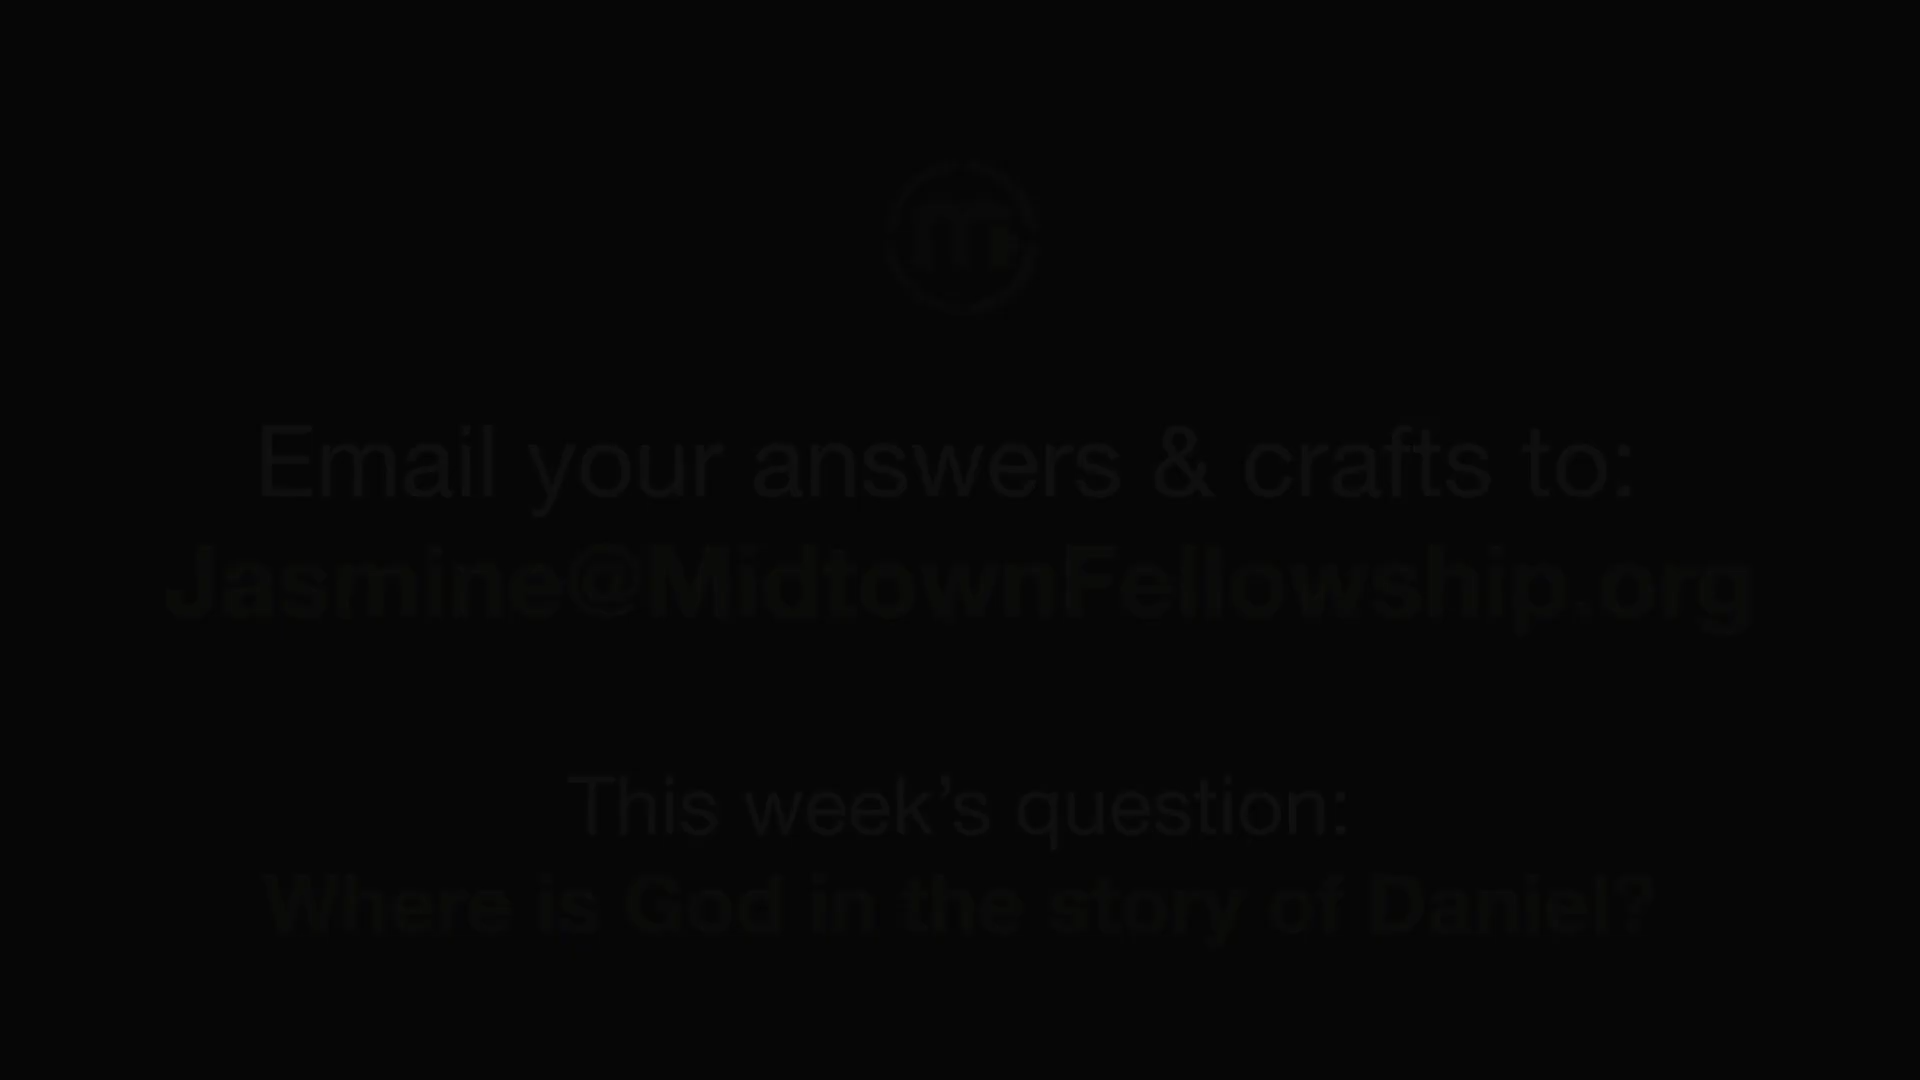 m
Email your answers & crafts to:
Jasmine@MidtownFellowship.org
This week’s question:
Where is God in the story of Daniel?